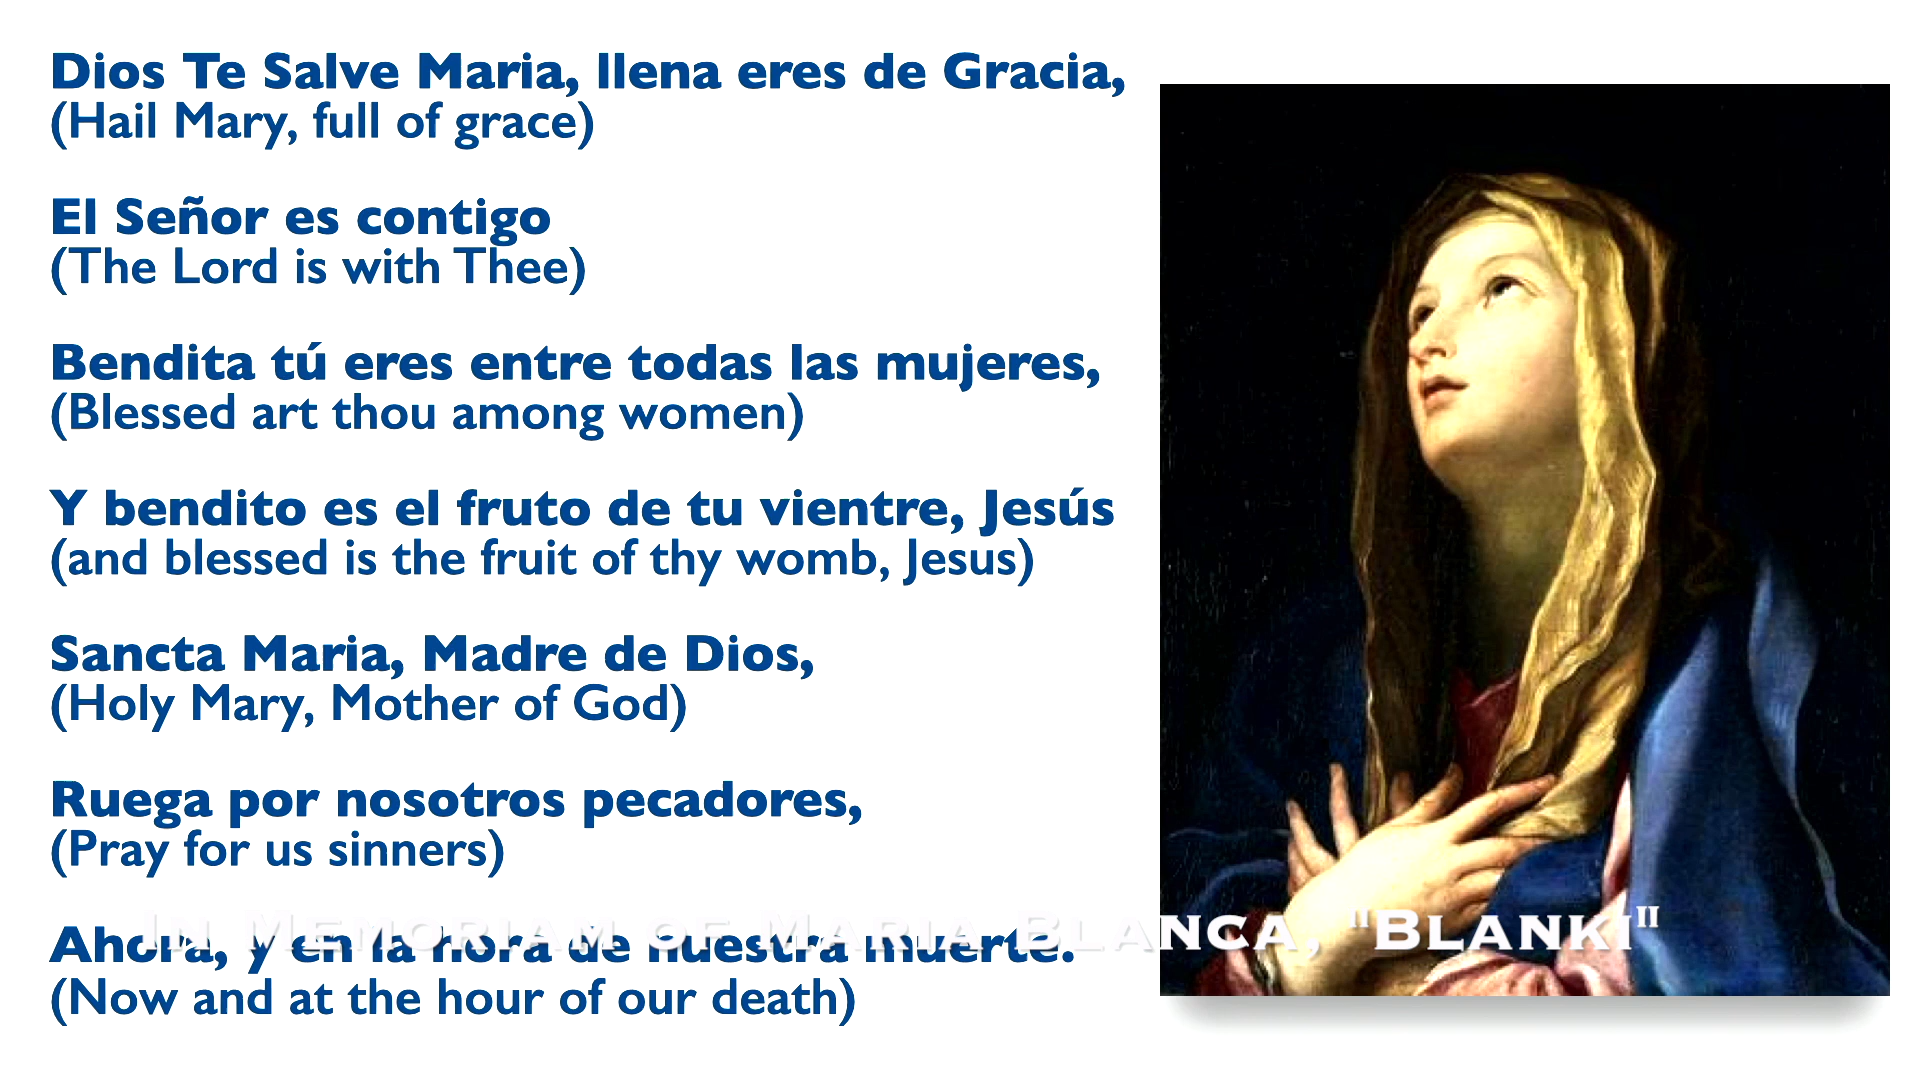 Dios Te Salve Maria, llena eres de Gracia,
(Hail Mary, full of grace)
El Señor es contigo
(The Lord is with Thee)
Bendita tú eres entre todas las mujeres,
(Blessed art thou among women)
Y bendito es el fruto de tu vientre, Jesús
(and blessed is the fruit of thy womb, Jesus)
Sancta Maria, Madre de Dios,
(Holy Mary, Mother of God)
Ruega por nosotros pecadores,
(Pray for us sinners)
In Memoriam of Maria Blanca, "Blanki"
Ahora, y en la hora de nuestra muerte.
(Now and at the hour of our death)